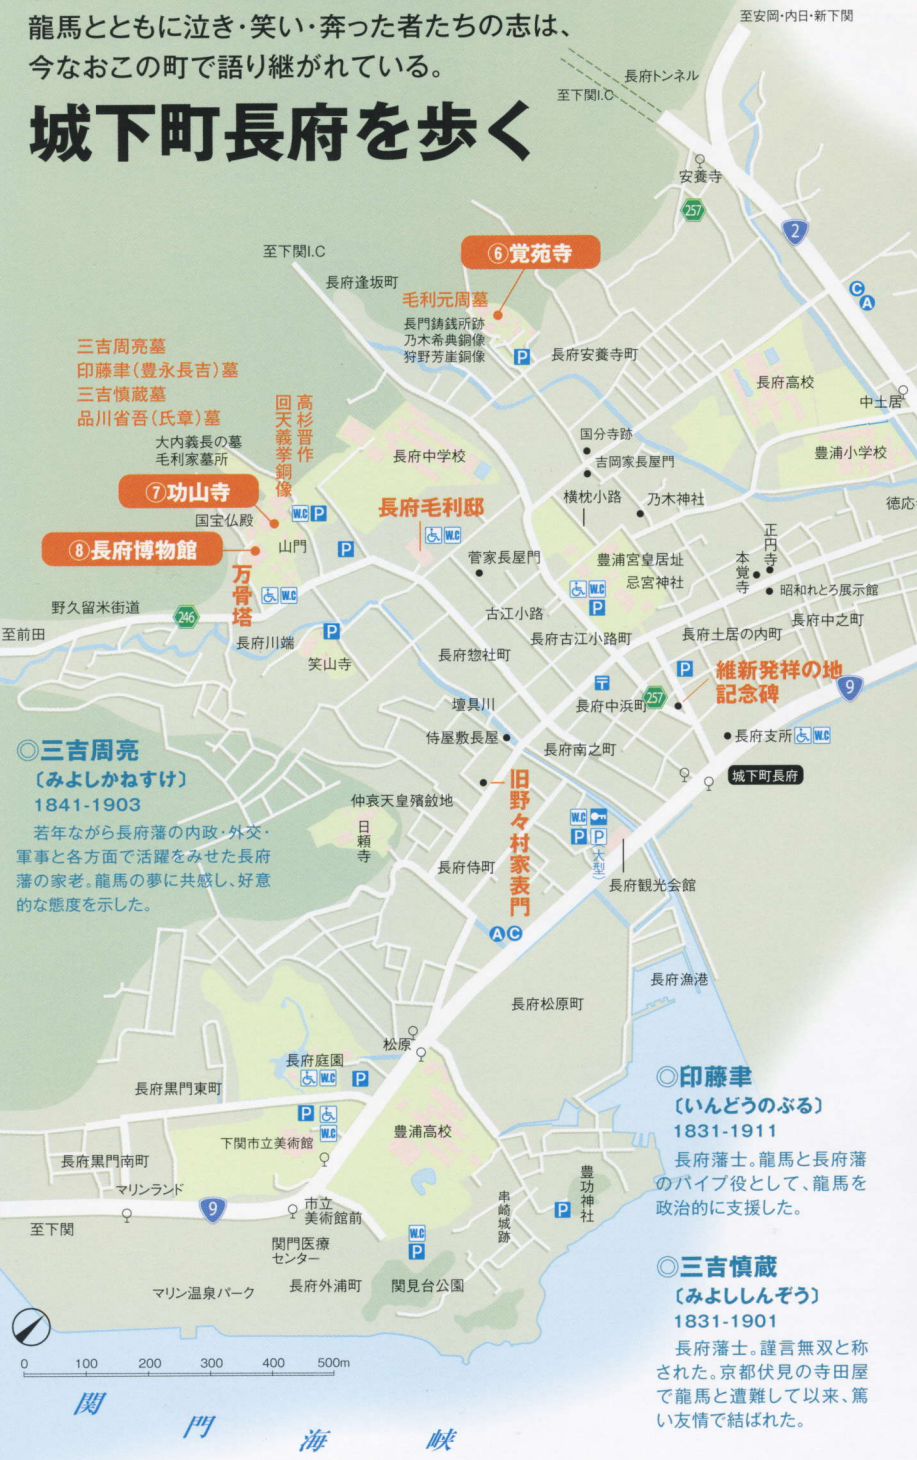 龍馬とともに泣き・笑い・奔った者たちの志は、
今なおこの町で語り継がれている。
城下町長府を歩く
至安岡・内日・新下関
長府トンネル
至下関I.C
安養寺
257
2
至下関I.C
⑥覚苑寺
長府逢坂町
毛利元周墓
長門鋳銭所跡
乃木希典銅像
狩野芳崖銅像
P
長府安養寺町
C
A
三吉周亮墓
印藤聿(豊永長吉)墓
三吉慎蔵墓
品川省吾(氏章)墓
大内義長の墓
毛利家墓所
高杉晋作
回天義挙銅像
長府高校
中土居
長府中学校
国分寺跡
吉岡家長屋門
豊浦小学校
⑦功山寺
国宝仏殿
W.C P
長府毛利邸
W.C
横枕小路
乃木神社
徳応
⑧長府博物館
山門
P
菅家長屋門
豊浦宮皇居址
忌宮神社
正円寺
本覚寺
万骨塔
W.C
W.C
P
昭和れとろ展示館
野久留米街道
246
至前田
古江小路
長府中之町
長府川端
P
笑山寺
長府古江小路町
長府土居の内町
長府惣社町
P
維新発祥の地
記念碑
9
〒
257
長府中浜町
壇具川
侍屋敷長屋
長府南之町
長府支所
W.C
城下町長府
◎三吉周亮
〔みよしかねすけ〕
1841-1903
若年ながら長府藩の内政・外交・
軍事と各方面で活躍をみせた長府
藩の家老。龍馬の夢に共感し、好意
的な態度を示した。
仲哀天皇殯斂地
日頼寺
旧野々村家表門
W.C
P P
(大型)
長府侍町
長府観光会館
A C
長府漁港
長府松原町
松原
長府庭園
W.C P
長府黒門東町
P
W.C
下関市立美術館
豊浦高校
長府黒門南町
マリンランド
9
至下関
市立
美術館前
関門医療
センター
W.C
P
串崎城跡
豊功神社
P
マリン温泉パーク
長府外浦町
関見台公園
◎印藤聿
〔いんどうのぶる〕
1831-1911
長府藩士。龍馬と長府藩
のパイプ役として、龍馬を
政治的に支援した。
◎三吉慎蔵
〔みよししんぞう〕
1831-1901
長府藩士。謹言無双と称
された。京都伏見の寺田屋
で龍馬と遭難して以来、篤
い友情で結ばれた。
0 100 200 300 400 500m
関門海峡